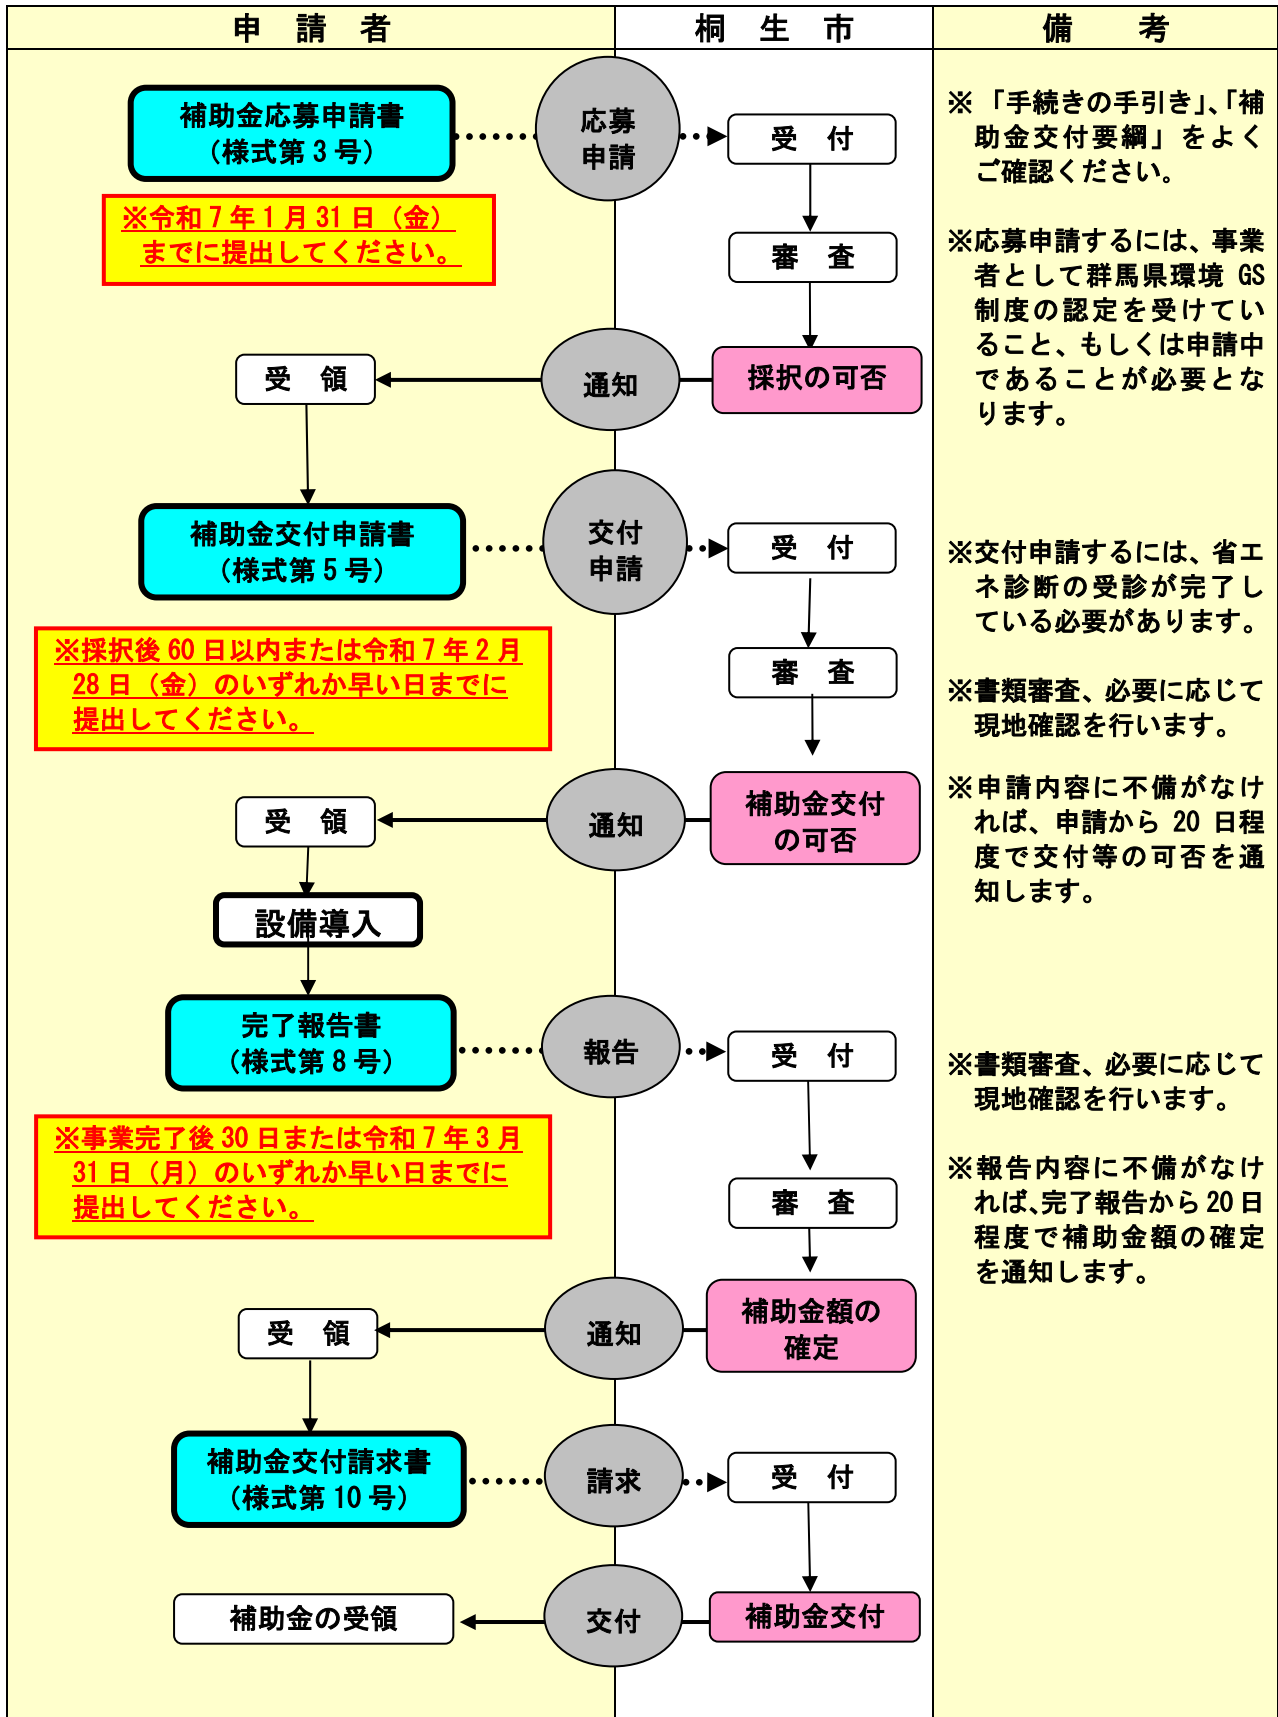 申　請　者
桐　生　市
備　　考
補助金応募申請書
（様式第３号）
応募
申請
受　付
※「手続きの手引き」、「補
助金交付要綱」をよく
ご確認ください。
※令和７年１月31日（金）
までに提出してください。
審　査
※応募申請するには、事業
者として群馬県環境 GS
制度の認定を受けてい
ること、もしくは申請中
であることが必要とな
ります。
受　領
通知
採択の可否
補助金交付申請書
（様式第５号）
交付
申請
受　付
※交付申請するには、省エ
ネ診断の受診が完了し
ている必要があります。
※採択後60日以内または令和７年２月
28日（金）のいずれか早い日までに
提出してください。
審　査
※書類審査、必要に応じて
現地確認を行います。
受　領
通知
補助金交付
の可否
※申請内容に不備がなけ
れば、申請から 20 日程
度で交付等の可否を通
知します。
設備導入
完了報告書
（様式第８号）
報告
受　付
※書類審査、必要に応じて
現地確認を行います。
※事業完了後30日または令和７年３月
31日（月）のいずれか早い日までに
提出してください。
審　査
※報告内容に不備がなけ
れば、完了報告から20日
程度で補助金額の確定
を通知します。
受　領
通知
補助金額の
確定
補助金交付請求書
（様式第10号）
請求
受　付
補助金の受領
交付
補助金交付